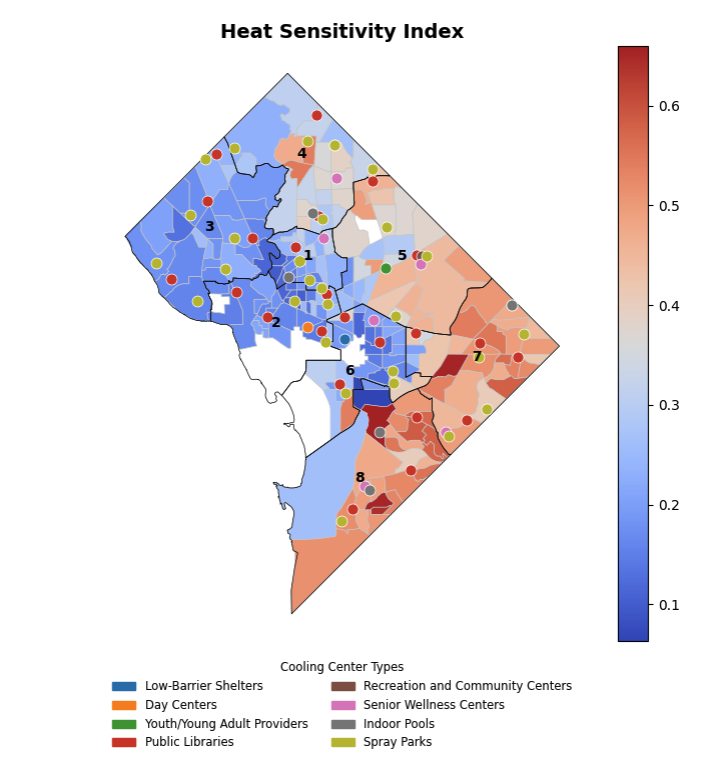 Heat Sensitivity Index
0.6
4
0.5
3
1
5
0.4
2
7
6
0.3
8
0.2
0.1
Cooling Center Types
Low-Barrier Shelters
Day Centers
Youth/Young Adult Providers
Public Libraries
Recreation and Community Centers
Senior Wellness Centers
Indoor Pools
Spray Parks